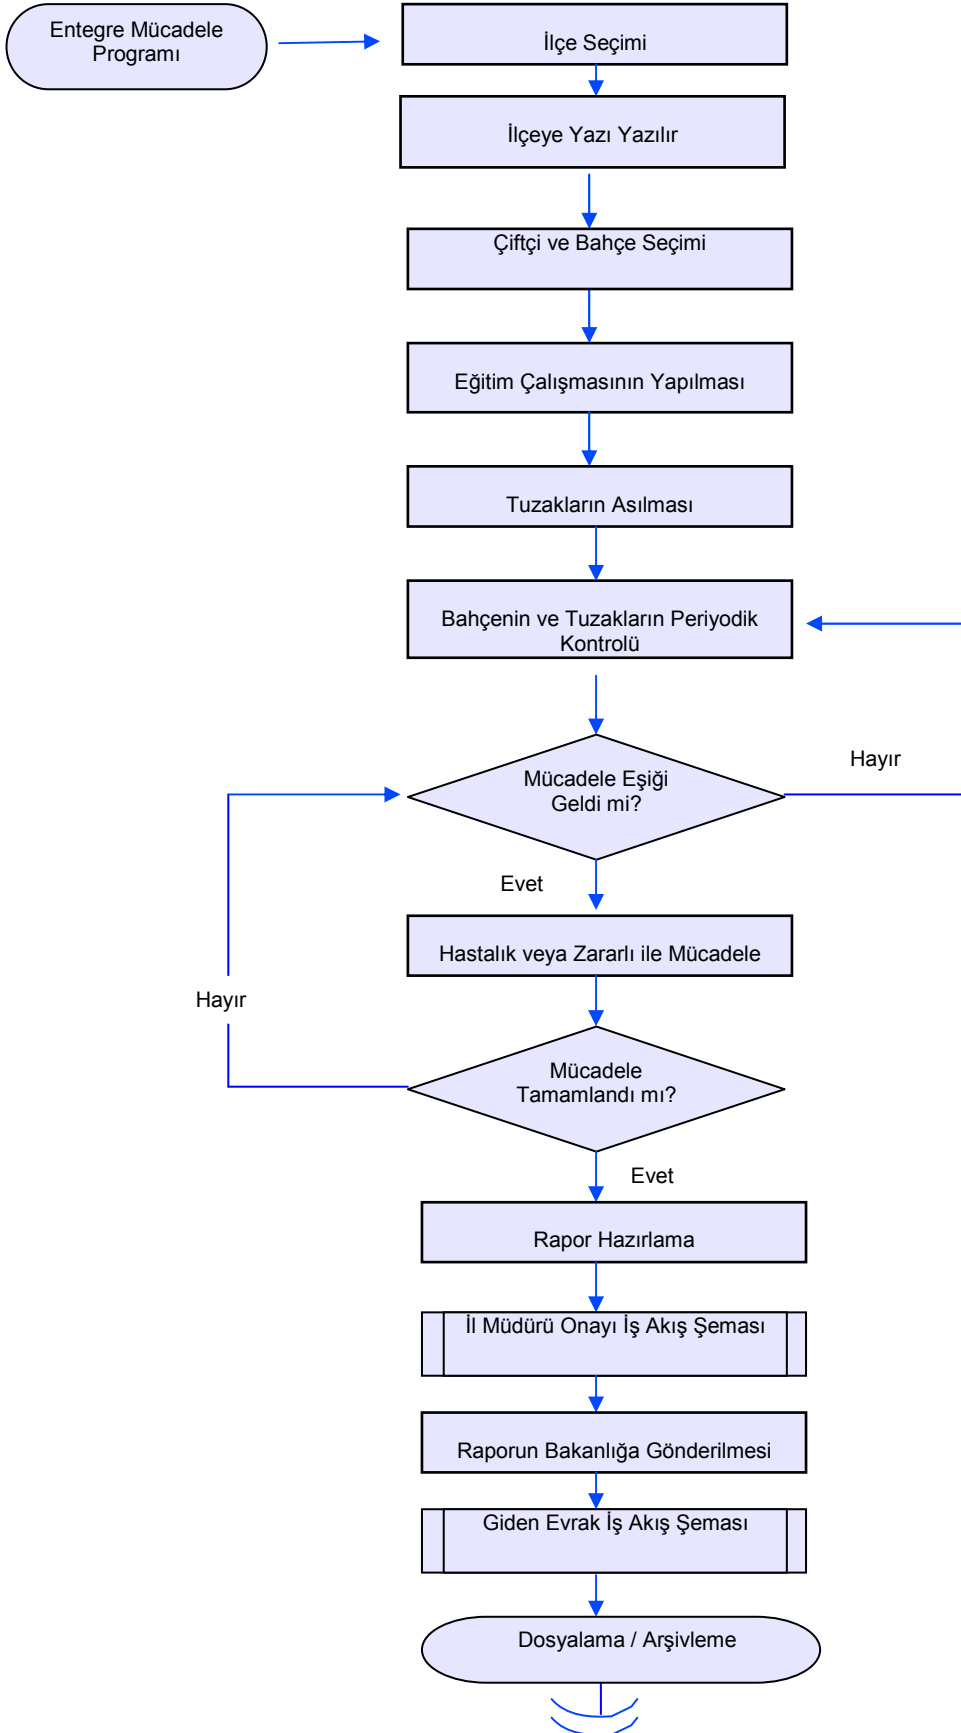 Entegre Mücadele
Programı
İlçe Seçimi
İlçeye Yazı Yazılır
Çiftçi ve Bahçe Seçimi
Eğitim Çalışmasının Yapılması
Tuzakların Asılması
Bahçenin ve Tuzakların Periyodik
Kontrolü
Mücadele Eşiği
Geldi mi?
Hayır
Evet
Hastalık veya Zararlı ile Mücadele
Hayır
Mücadele
Tamamlandı mı?
Evet
Rapor Hazırlama
İl Müdürü Onayı İş Akış Şeması
Raporun Bakanlığa Gönderilmesi
Giden Evrak İş Akış Şeması
Dosyalama / Arşivleme